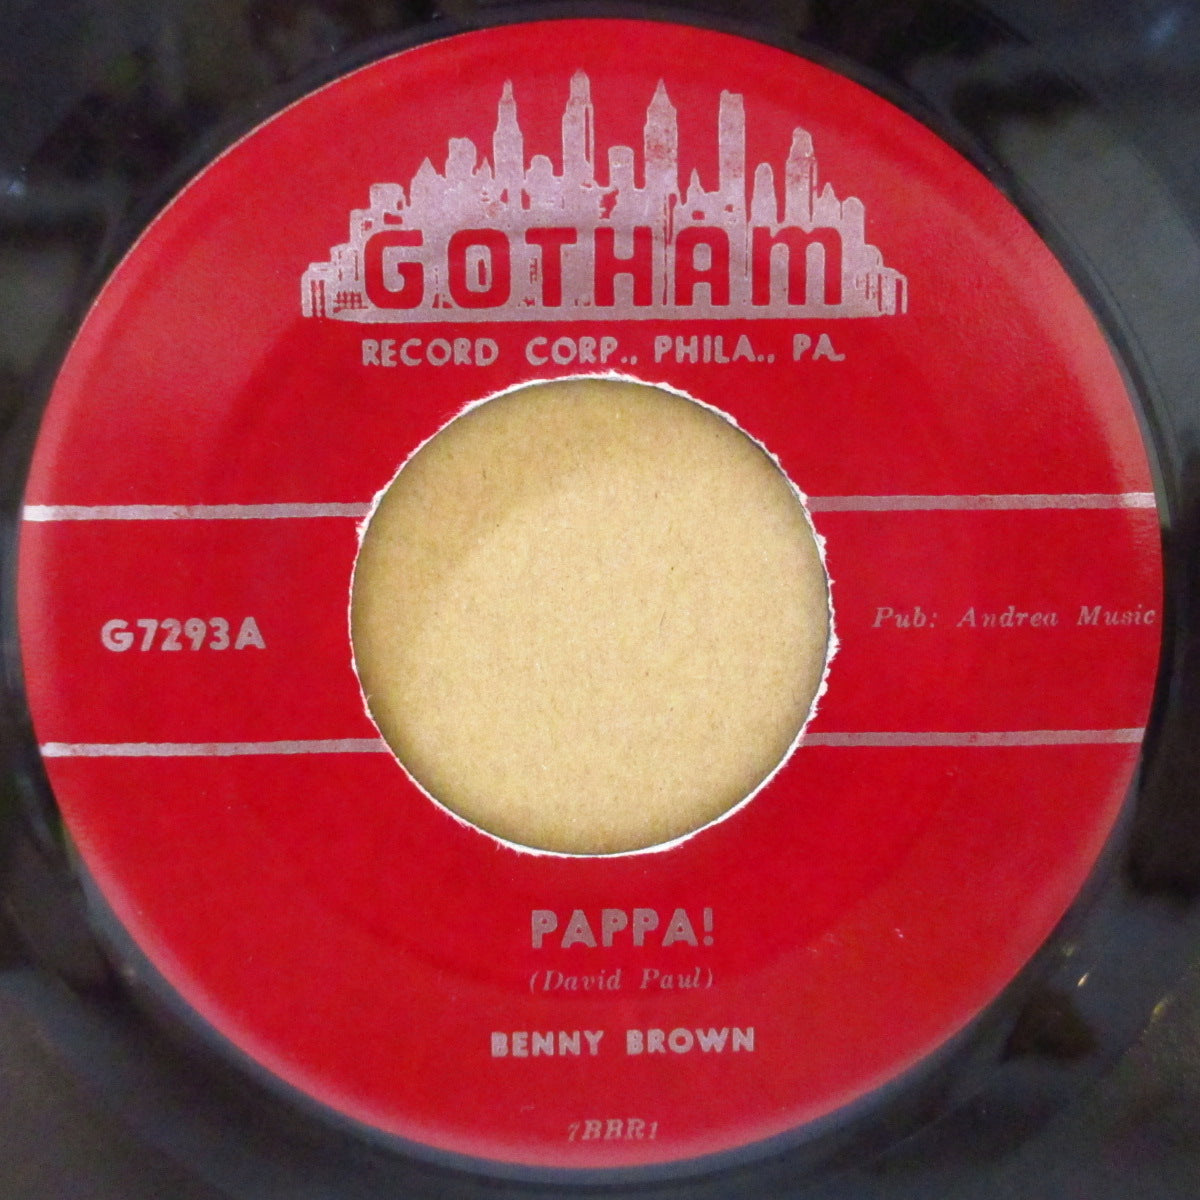 GOTHAM
RECORD CORP., PHILA., PA.
G7293A
Pub: Andrea Music
PAPPA!
(David Paul)
BENNY BROWN
7BBR1